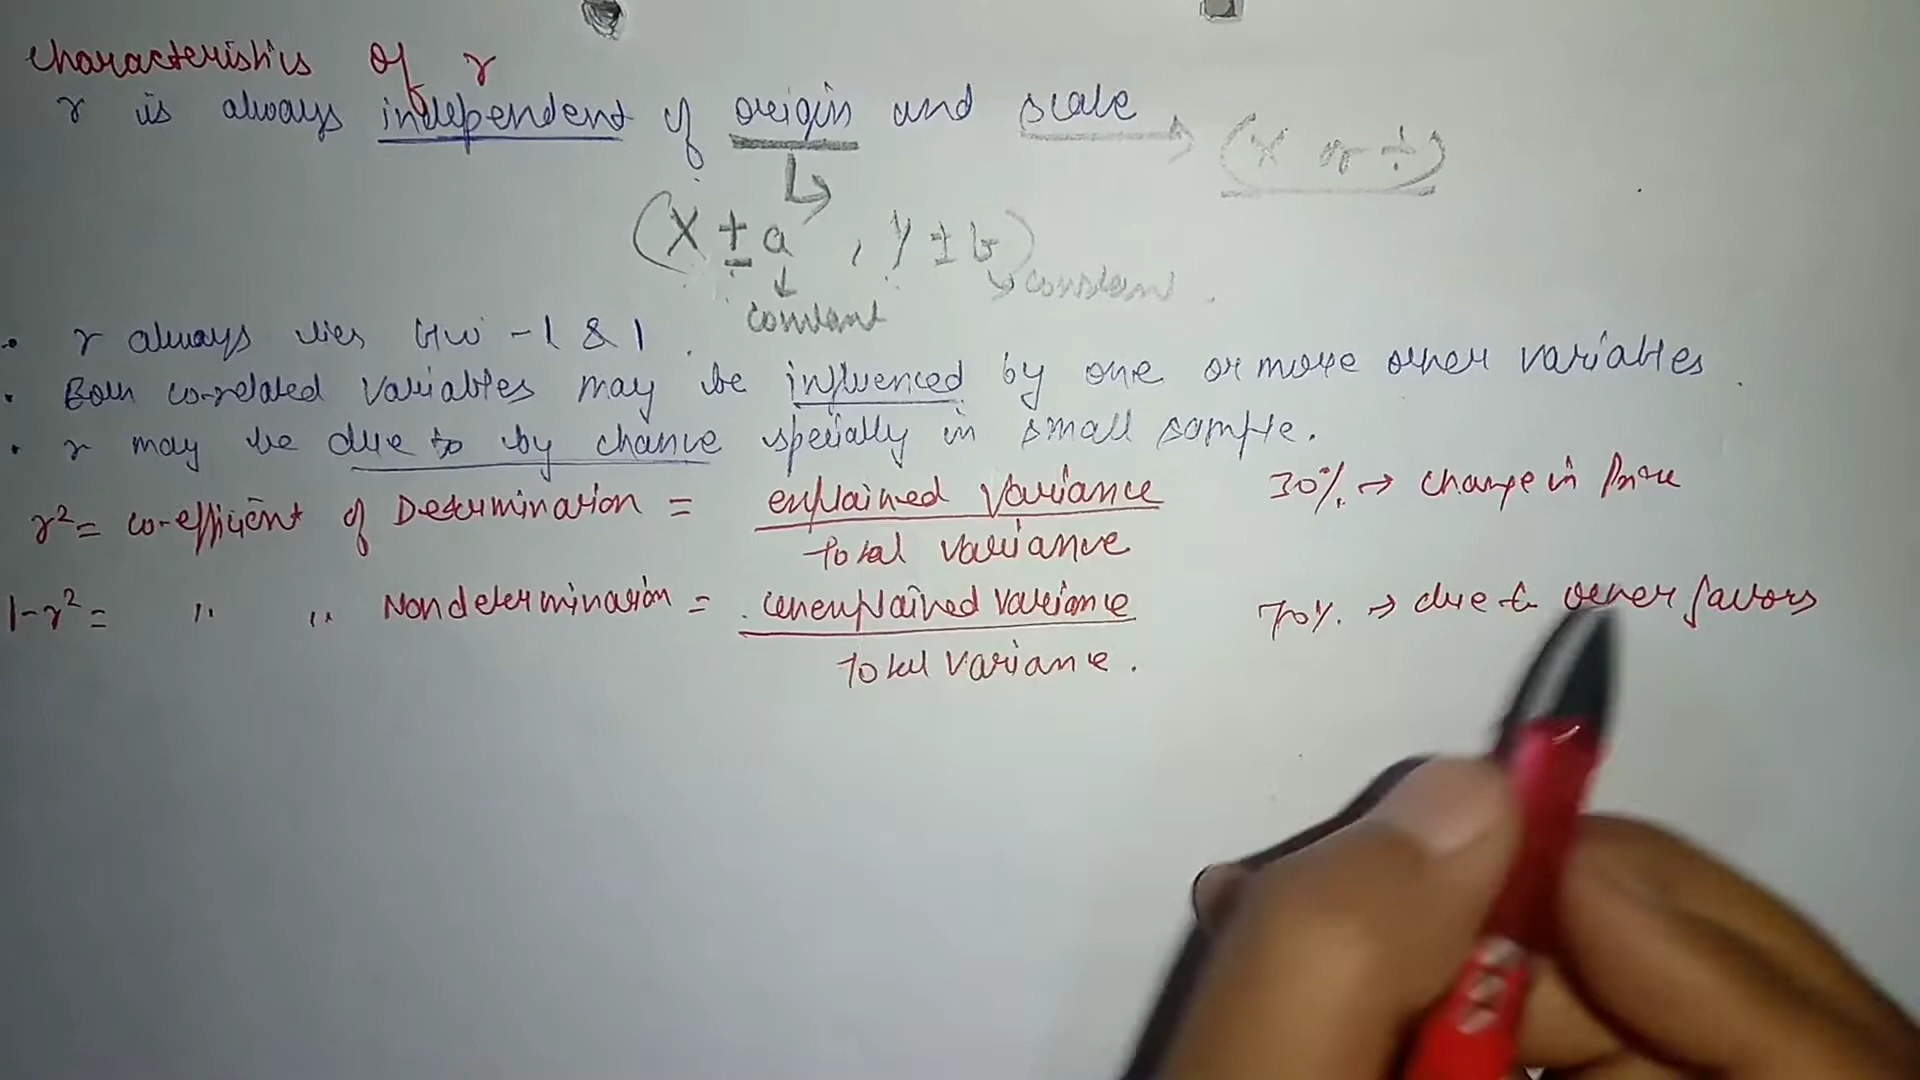 characteristics of r
r is always independent of origin and scale → (× or ÷)
(X ± a , Y ± b)
constant
constant
• r always lies btw -1 & 1.
• Both co-related variables may be influenced by one or more other variables.
• r may be due to by chance specially in small sample.
r² = co-efficient of Determination = explained variance / total variance
30% → change in Price
1-r² = " " Nondetermination = unexplained variance / Total variance.
70% → due to other factors